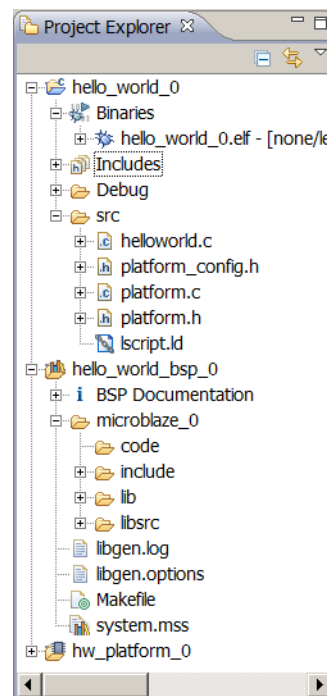 Project Explorer
hello_world_0
Binaries
hello_world_0.elf - [none/le
Includes
Debug
src
helloworld.c
platform_config.h
platform.c
platform.h
lscript.ld
hello_world_bsp_0
BSP Documentation
microblaze_0
code
include
lib
libsrc
libgen.log
libgen.options
Makefile
system.mss
hw_platform_0